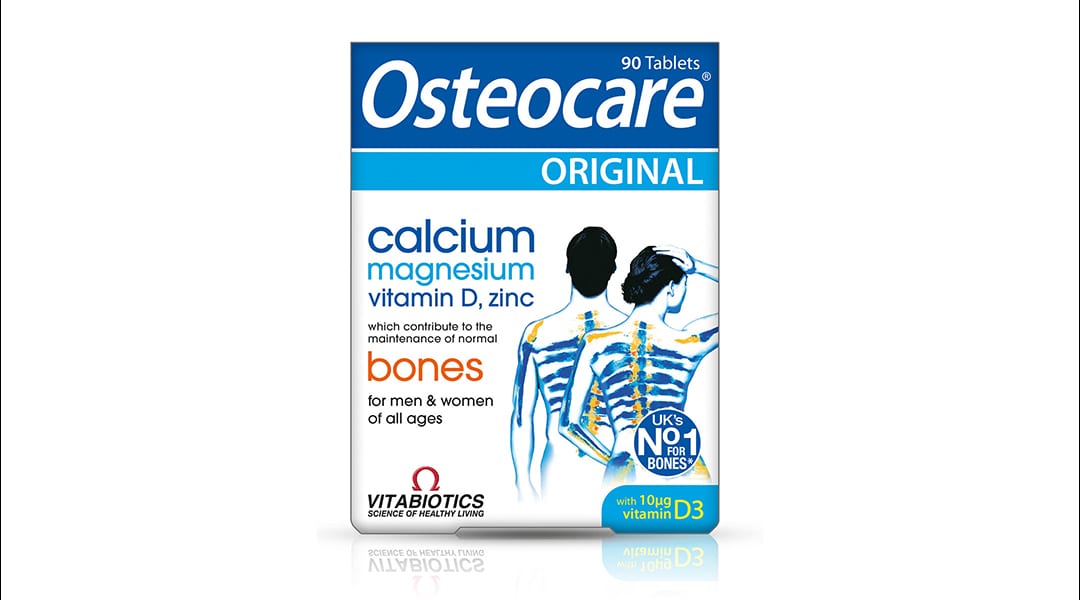 90 Tablets
Osteocare®
ORIGINAL
calcium
magnesium
vitamin D, zinc
which contribute to the
maintenance of normal
bones
for men & women
of all ages
UK's
No1
FOR
BONES*
VITABIOTICS
SCIENCE OF HEALTHY LIVING
with 10µg
vitamin D3